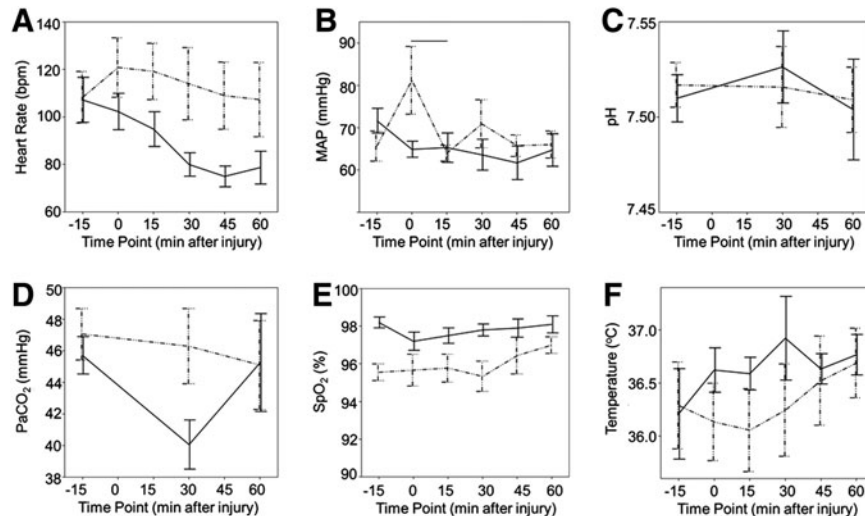 A
Heart Rate (bpm)
140
120
100
80
60
-15 0 15 30 45 60
Time Point (min after injury)
B
MAP (mmHg)
90
80
70
60
-15 0 15 30 45 60
Time Point (min after injury)
C
pH
7.55
7.50
7.45
-15 0 15 30 45 60
Time Point (min after injury)
D
PaCO2 (mmHg)
50
48
46
44
42
40
38
-15 0 15 30 45 60
Time Point (min after injury)
E
SpO2 (%)
100
98
96
94
92
90
-15 0 15 30 45 60
Time Point (min after injury)
F
Temperature (ºC)
37.0
36.5
36.0
-15 0 15 30 45 60
Time Point (min after injury)